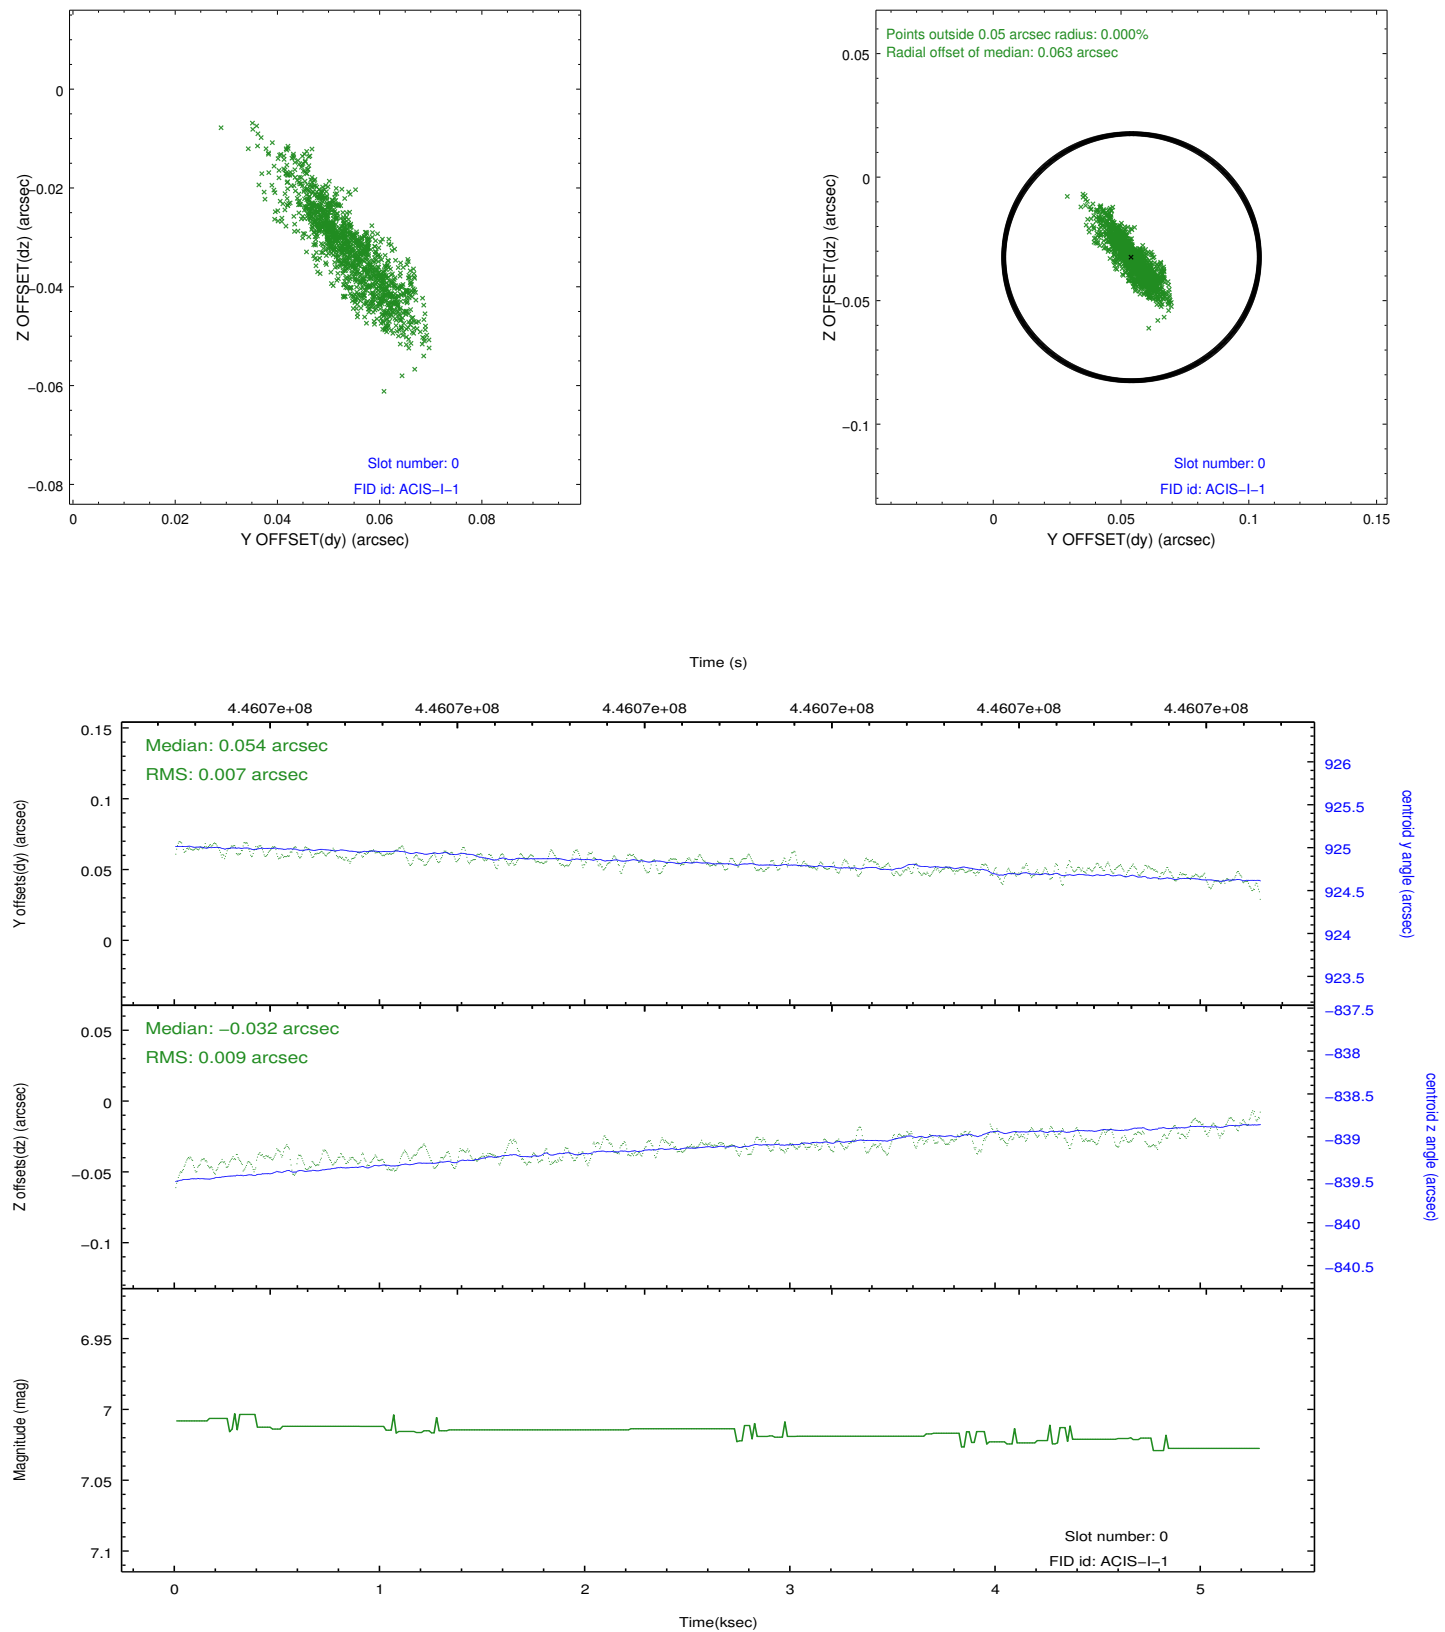 0
−0.02
−0.04
−0.06
−0.08
Z OFFSET(dz) (arcsec)
Slot number: 0
FID id: ACIS−I−1
0
0.02
0.04
0.06
0.08
Y OFFSET(dy) (arcsec)
Points outside 0.05 arcsec radius: 0.000%
Radial offset of median: 0.063 arcsec
0.05
0
−0.05
−0.1
Z OFFSET(dz) (arcsec)
Slot number: 0
FID id: ACIS−I−1
0
0.05
0.1
0.15
Y OFFSET(dy) (arcsec)
Time (s)
4.4607e+08
4.4607e+08
4.4607e+08
4.4607e+08
4.4607e+08
4.4607e+08
Median: 0.054 arcsec
RMS: 0.007 arcsec
0.15
0.1
0.05
0
Y offsets(dy) (arcsec)
926
925.5
925
924.5
924
923.5
centroid y angle (arcsec)
Median: −0.032 arcsec
RMS: 0.009 arcsec
0.05
0
−0.05
−0.1
Z offsets(dz) (arcsec)
−837.5
−838
−838.5
−839
−839.5
−840
−840.5
centroid z angle (arcsec)
6.95
7
7.05
7.1
Magnitude (mag)
Slot number: 0
FID id: ACIS−I−1
0
1
2
3
4
5
Time(ksec)